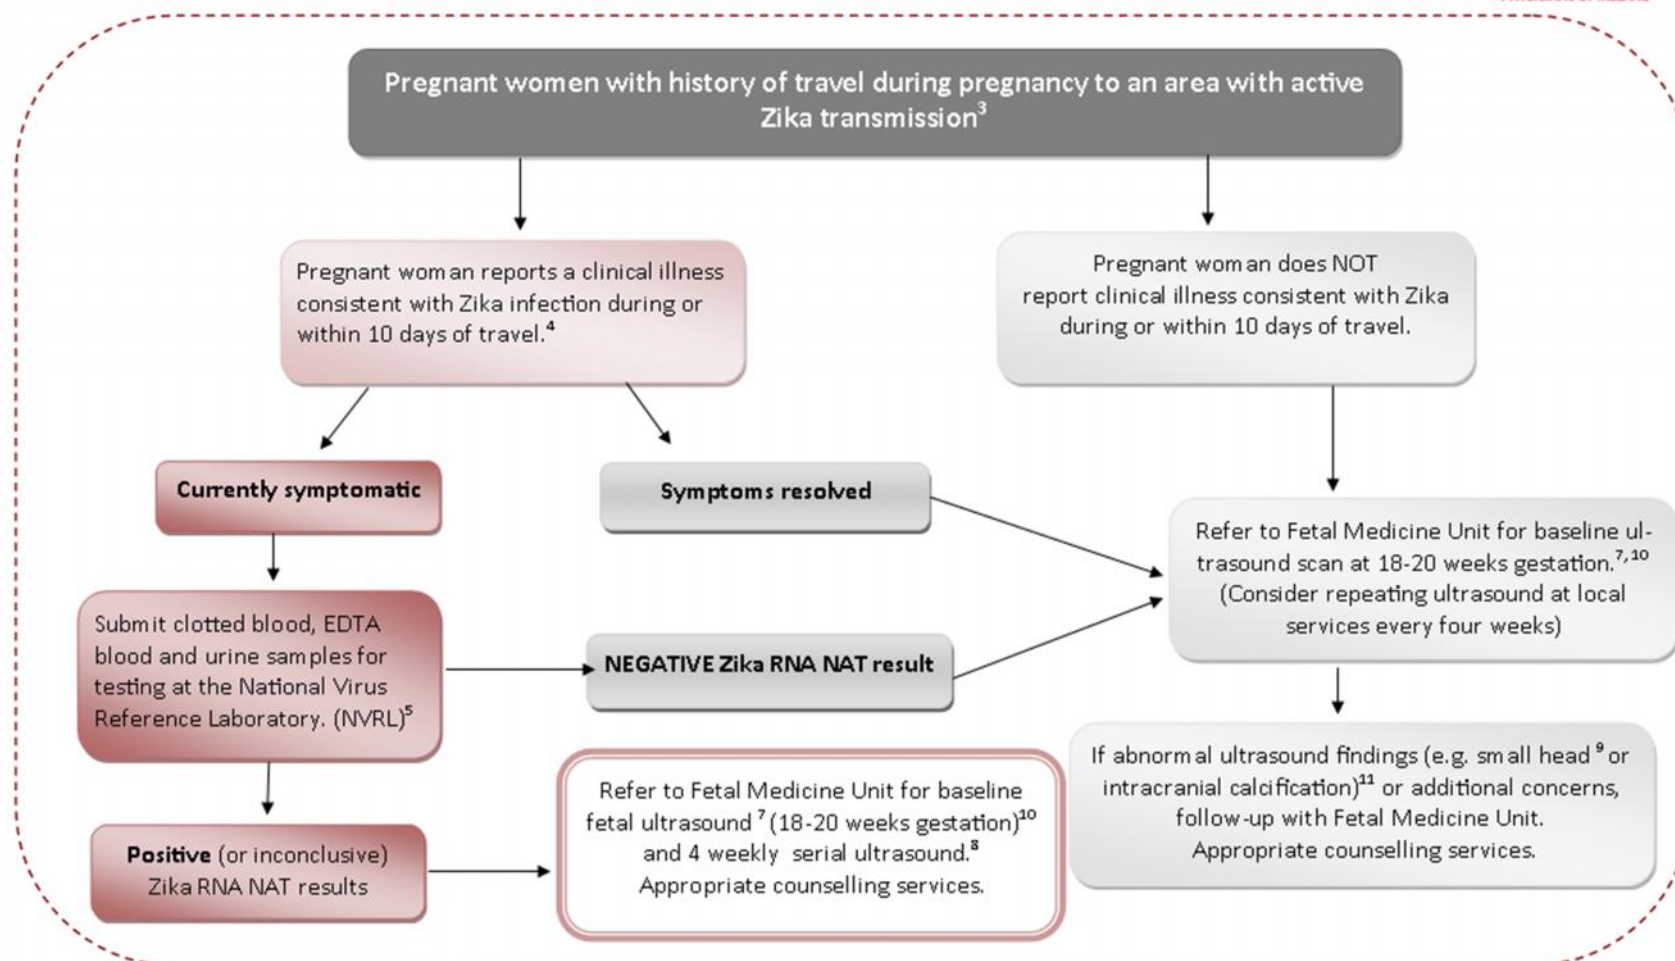 Pregnant women with history of travel during pregnancy to an area with active
Zika transmission3
Pregnant woman reports a clinical illness
consistent with Zika infection during or
within 10 days of travel.4
Pregnant woman does NOT
report clinical illness consistent with Zika
during or within 10 days of travel.
Currently symptomatic
Symptoms resolved
Refer to Fetal Medicine Unit for baseline ul-
trasound scan at 18-20 weeks gestation.7,10
(Consider repeating ultrasound at local
services every four weeks)
Submit clotted blood, EDTA
blood and urine samples for
testing at the National Virus
Reference Laboratory. (NVRL)5
NEGATIVE Zika RNA NAT result
If abnormal ultrasound findings (e.g. small head 9 or
intracranial calcification)11 or additional concerns,
follow-up with Fetal Medicine Unit.
Appropriate counselling services.
Positive (or inconclusive)
Zika RNA NAT results
Refer to Fetal Medicine Unit for baseline
fetal ultrasound 7 (18-20 weeks gestation)10
and 4 weekly serial ultrasound.8
Appropriate counselling services.